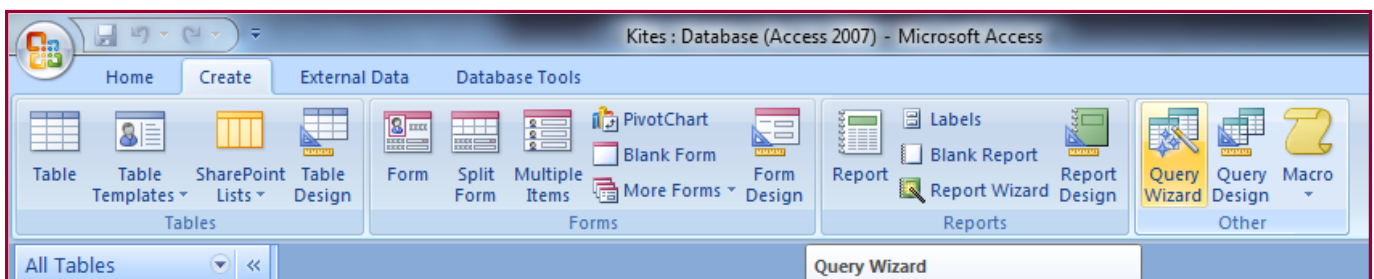 Kites : Database (Access 2007) - Microsoft Access
Home Create External Data Database Tools
Table
Table
Templates
SharePoint
Lists
Table
Design
Tables
Form
Split
Form
Multiple
Items
PivotChart
Blank Form
More Forms
Form
Design
Forms
Report
Labels
Blank Report
Report Wizard
Report
Design
Reports
Query
Wizard
Query
Design
Macro
Other
All Tables
Query Wizard